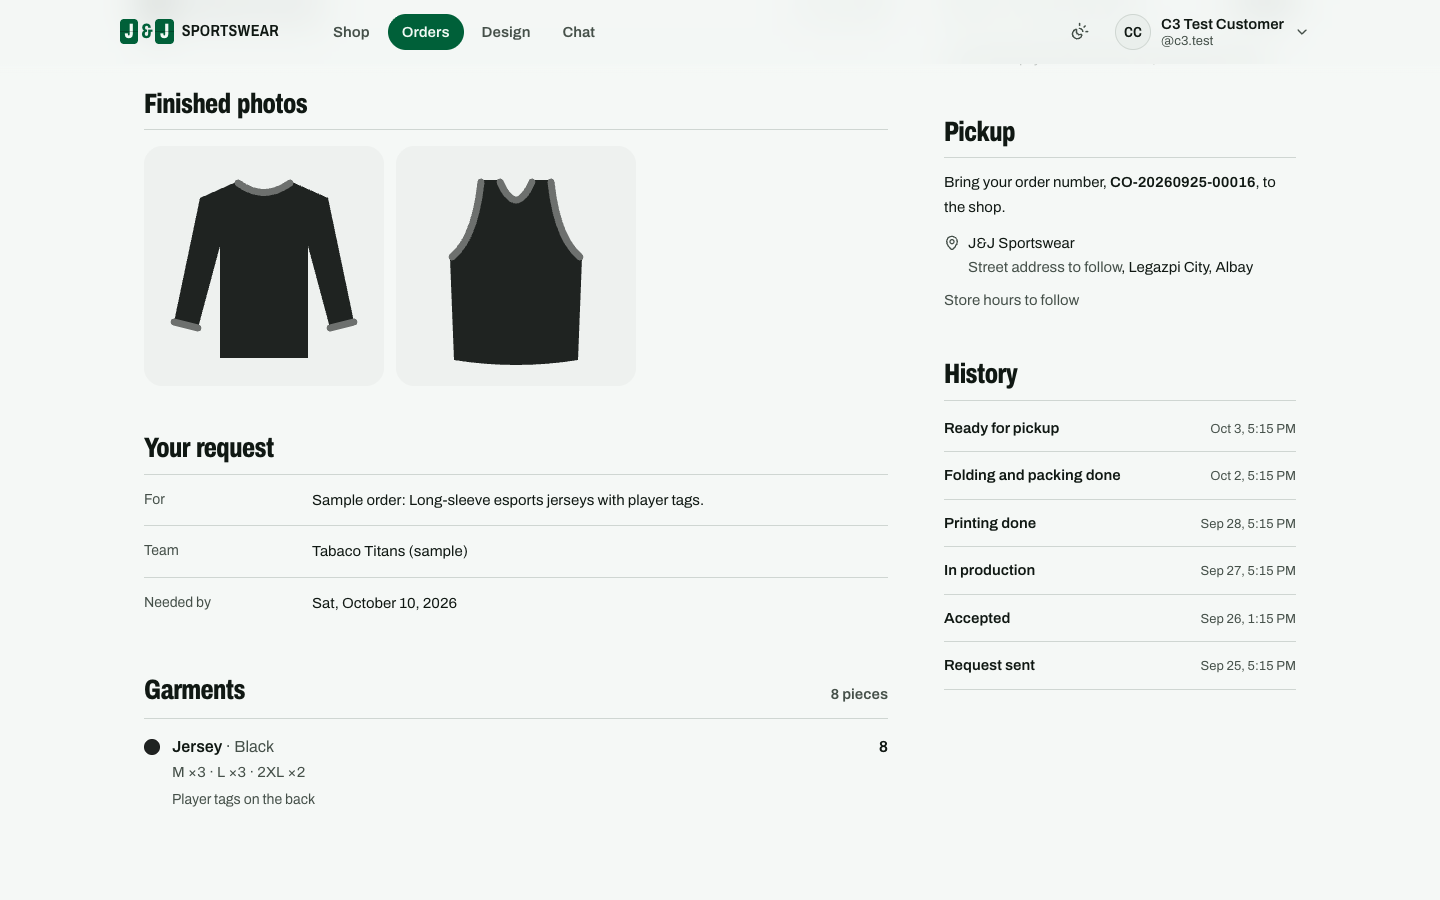 J & J SPORTSWEAR
Shop
Orders
Design
Chat
CC
C3 Test Customer
@c3.test
Finished photos
Your request
For
Sample order: Long-sleeve esports jerseys with player tags.
Team
Tabaco Titans (sample)
Needed by
Sat, October 10, 2026
Garments
8 pieces
Jersey · Black
8
M ×3 · L ×3 · 2XL ×2
Player tags on the back
Pickup
Bring your order number, CO-20260925-00016, to
the shop.
J&J Sportswear
Street address to follow, Legazpi City, Albay
Store hours to follow
History
Ready for pickup
Oct 3, 5:15 PM
Folding and packing done
Oct 2, 5:15 PM
Printing done
Sep 28, 5:15 PM
In production
Sep 27, 5:15 PM
Accepted
Sep 26, 1:15 PM
Request sent
Sep 25, 5:15 PM